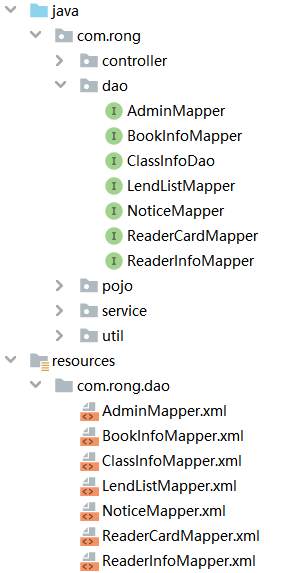 java
com.rong
controller
dao
I AdminMapper
I BookInfoMapper
I ClassInfoDao
I LendListMapper
I NoticeMapper
I ReaderCardMapper
I ReaderInfoMapper
pojo
service
util
resources
com.rong.dao
AdminMapper.xml
BookInfoMapper.xml
ClassInfoMapper.xml
LendListMapper.xml
NoticeMapper.xml
ReaderCardMapper.xml
ReaderInfoMapper.xml